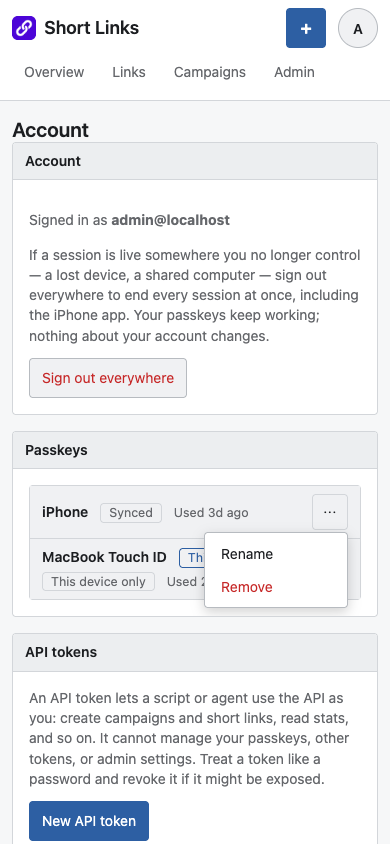 Short Links
+
A
Overview
Links
Campaigns
Admin
Account
Account
Signed in as admin@localhost
If a session is live somewhere you no longer control
— a lost device, a shared computer — sign out
everywhere to end every session at once, including
the iPhone app. Your passkeys keep working;
nothing about your account changes.
Sign out everywhere
Passkeys
iPhone
Synced
Used 3d ago
...
MacBook Touch ID
This device only
Used
Rename
Remove
API tokens
An API token lets a script or agent use the API as
you: create campaigns and short links, read stats,
and so on. It cannot manage your passkeys, other
tokens, or admin settings. Treat a token like a
password and revoke it if it might be exposed.
New API token